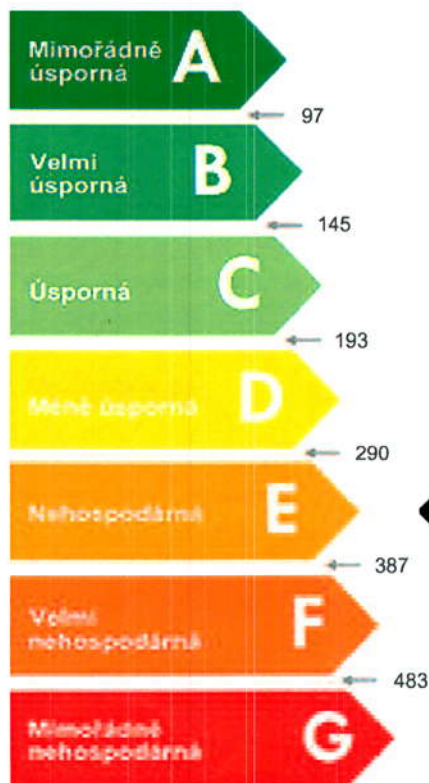 Mimořádně
úsporná A
97
Velmi
úsporná B
145
Úsporná C
193
Méně úsporná D
290
Nehospodárná E
387
Velmi
nehospodárná F
483
Mimořádně
nehospodárná G